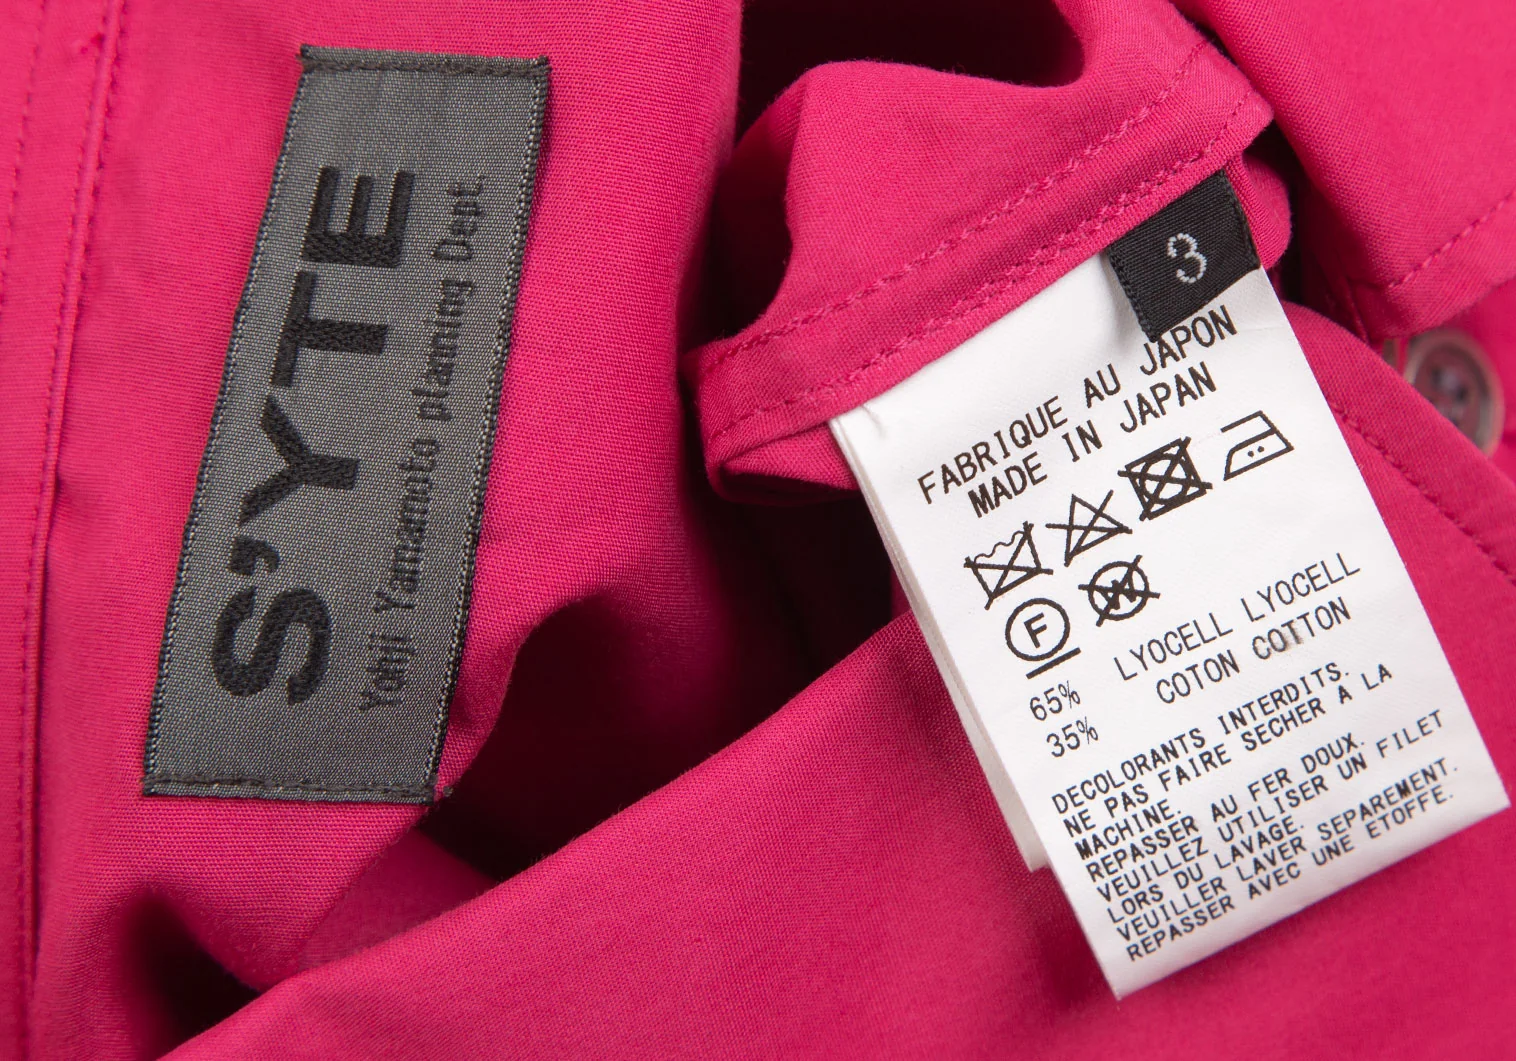 S'YTE
Yohji Yamamoto planning Dept.
3
FABRIQUE AU JAPON
MADE IN JAPAN
F
W
65% LYOCELL LYOCELL
35% COTON COTTON
DECOLORANTS INTERDITS.
NE PAS FAIRE SECHER A LA
MACHINE.
REPASSER AU FER DOUX.
VEUILLEZ UTILISER UN FILET
LORS DU LAVAGE.
VEUILLER LAVER SEPAREMENT.
REPASSER AVEC UNE ETOFFE.